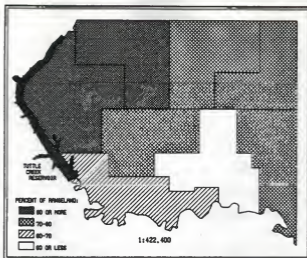 TUTTLE
CREEK
RESERVOIR
PERCENT OF RANGELAND:
80 OR MORE
70-80
60-70
60 OR LESS
1:422,400